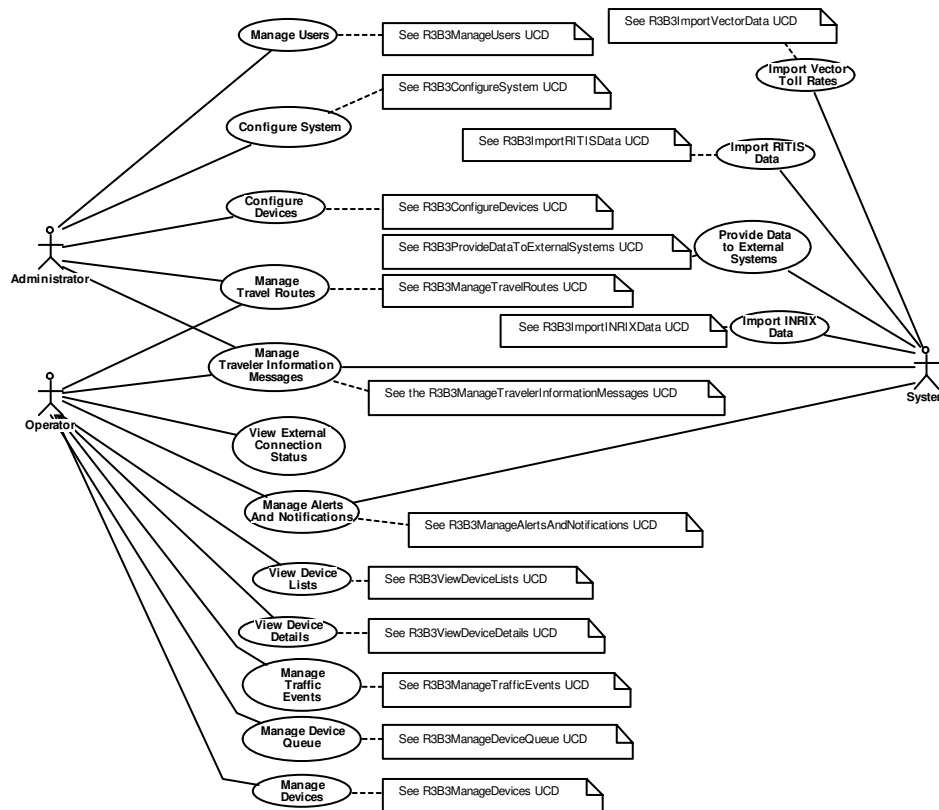 Manage Users
See R3B3ManageUsers UCD
See R3B3ImportVectorData UCD
Import Vector
Toll Rates
See R3B3ConfigureSystem UCD
Configure System
See R3B3ImportRITISData UCD
Import RITIS
Data
Configure
Devices
See R3B3ConfigureDevices UCD
Administrator
See R3B3ProvideDataToExternalSystems UCD
Provide Data
to External
Systems
Manage
Travel Routes
See R3B3ManageTravelRoutes UCD
See R3B3ImportINRIXData UCD
Import INRIX
Data
Manage
Traveler Information
Messages
See the R3B3ManageTravelerInformationMessages UCD
System
Operator
View External
Connection
Status
Manage Alerts
And Notifications
See R3B3ManageAlertsAndNotifications UCD
View Device
Lists
See R3B3ViewDeviceLists UCD
View Device
Details
See R3B3ViewDeviceDetails UCD
Manage
Traffic
Events
See R3B3ManageTrafficEvents UCD
Manage Device
Queue
See R3B3ManageDeviceQueue UCD
Manage
Devices
See R3B3ManageDevices UCD